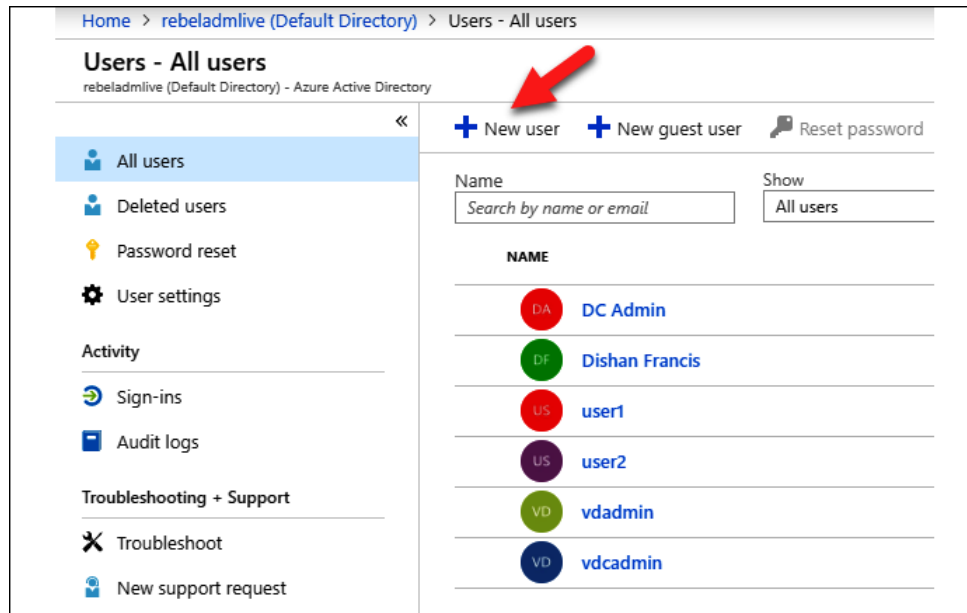 Home > rebeladmlive (Default Directory) > Users - All users
Users - All users
rebeladmlive (Default Directory) - Azure Active Directory
«
All users
Deleted users
Password reset
User settings
Activity
Sign-ins
Audit logs
Troubleshooting + Support
Troubleshoot
New support request
New user New guest user Reset password
Name Show
Search by name or email All users
NAME
DA DC Admin
DF Dishan Francis
US user1
US user2
VD vdadmin
VD vdcadmin